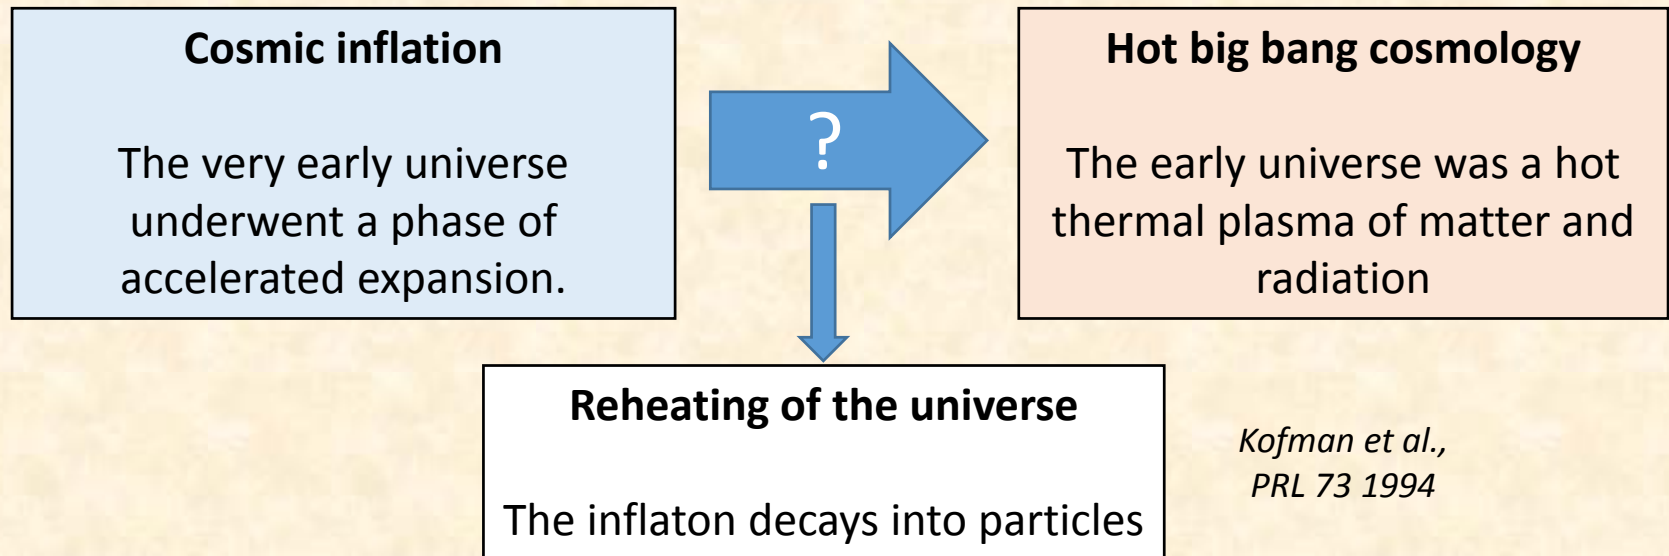 Cosmic inflation
The very early universe
underwent a phase of
accelerated expansion.
?
Hot big bang cosmology
The early universe was a hot
thermal plasma of matter and
radiation
Reheating of the universe
The inflaton decays into particles
Kofman et al.,
PRL 73 1994